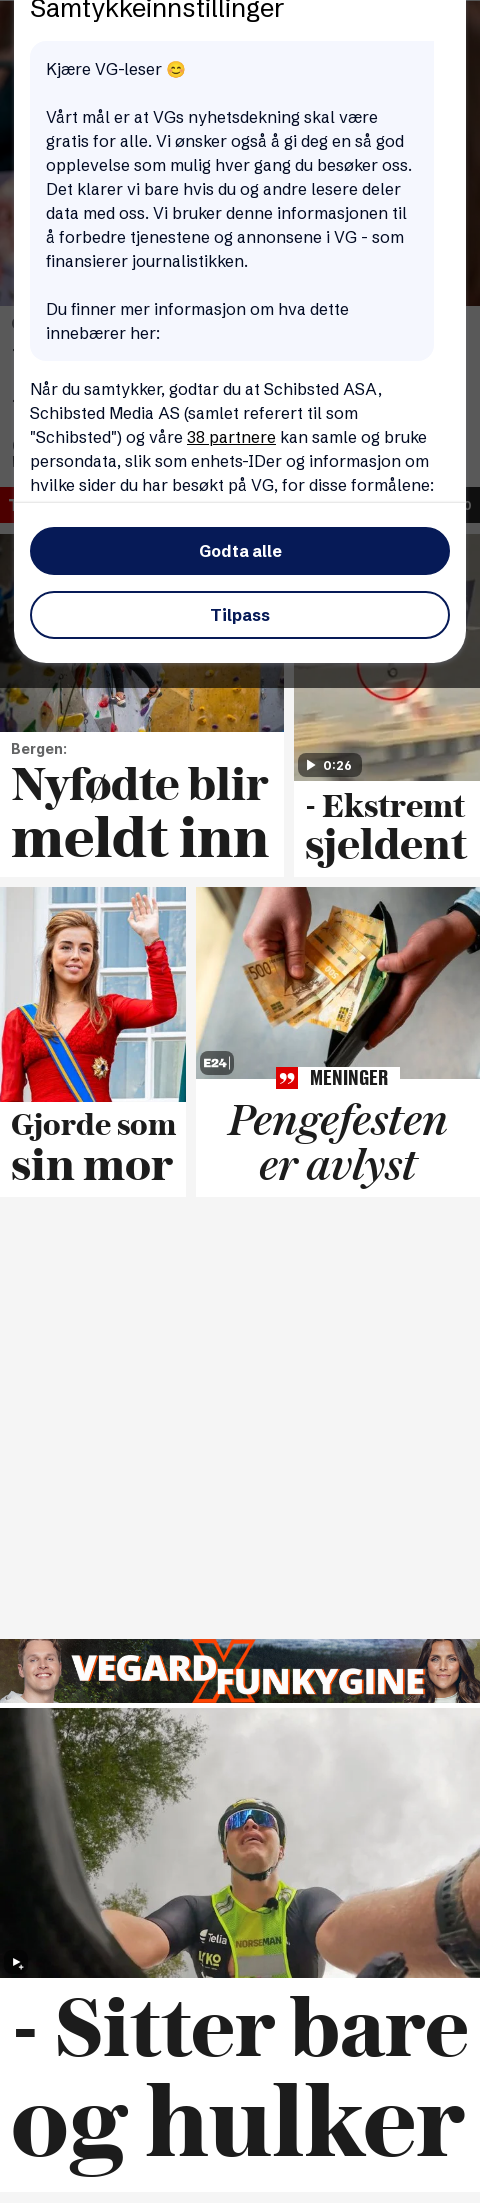 Samtykkeinnstillinger
Kjære VG-leser 😊
Vårt mål er at VGs nyhetsdekning skal være
gratis for alle. Vi ønsker også å gi deg en så god
opplevelse som mulig hver gang du besøker oss.
Det klarer vi bare hvis du og andre lesere deler
data med oss. Vi bruker denne informasjonen til
å forbedre tjenestene og annonsene i VG - som
finansierer journalistikken.
Du finner mer informasjon om hva dette
innebærer her:
Når du samtykker, godtar du at Schibsted ASA,
Schibsted Media AS (samlet referert til som
"Schibsted") og våre 38 partnere kan samle og bruke
persondata, slik som enhets-IDer og informasjon om
hvilke sider du har besøkt på VG, for disse formålene:
Godta alle
Tilpass
0:26
Bergen:
Nyfødte blir
meldt inn
- Ekstremt
sjeldent
500
E24
MENINGER
Gjorde som
sin mor
Pengefesten
er avlyst
VEGARD X FUNKYGINE
Telia
NORSEMAN
- Sitter bare
og hulker